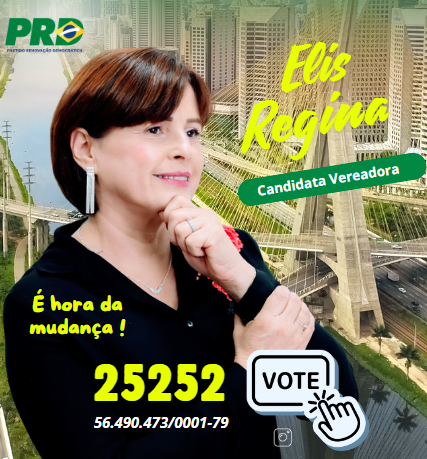 PRD
PARTIDO RENOVAÇÃO DEMOCRÁTICA
Elis
Regina
Candidata Vereadora
É hora da
mudança !
25252
VOTE
56.490.473/0001-79